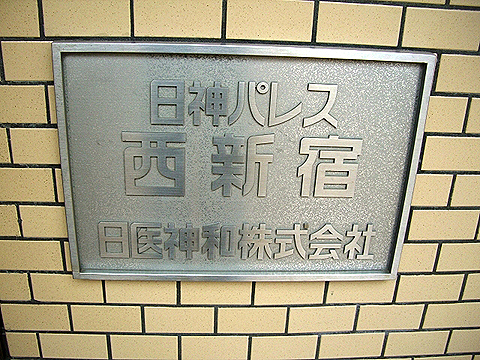 日神パレス
西新宿
日医神和株式会社